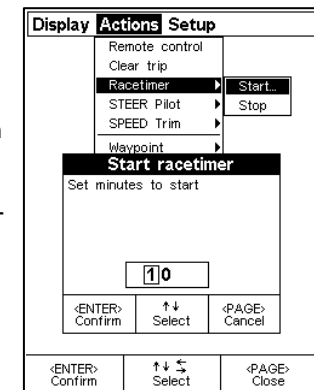 Display Actions Setup
Remote control
Clear trip
Racetimer Start...
STEER Pilot Stop
SPEED Trim
Waypoint
Start racetimer
Set minutes to start
10
<ENTER> ↑↓ <PAGE>
Confirm Select Cancel
<ENTER> ↑↓ ⇆ <PAGE>
Confirm Select Close